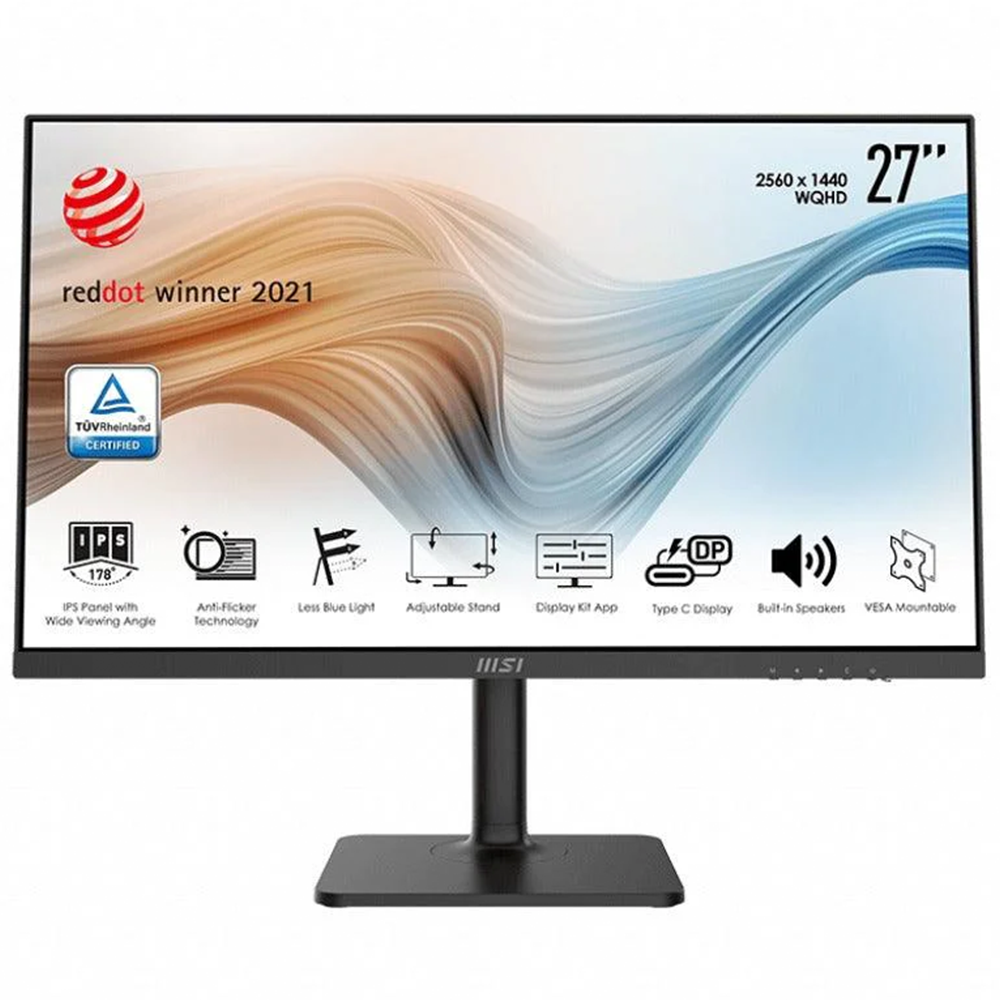 27"
2560 x 1440
WQHD
reddot winner 2021
TÜVRheinland®
CERTIFIED
IPS
178°
DP
IPS Panel with
Wide Viewing Angle
Anti-Flicker
Technology
Less Blue Light
Adjustable Stand
Display Kit App
Type C Display
Built-in Speakers
VESA Mountable
MSI